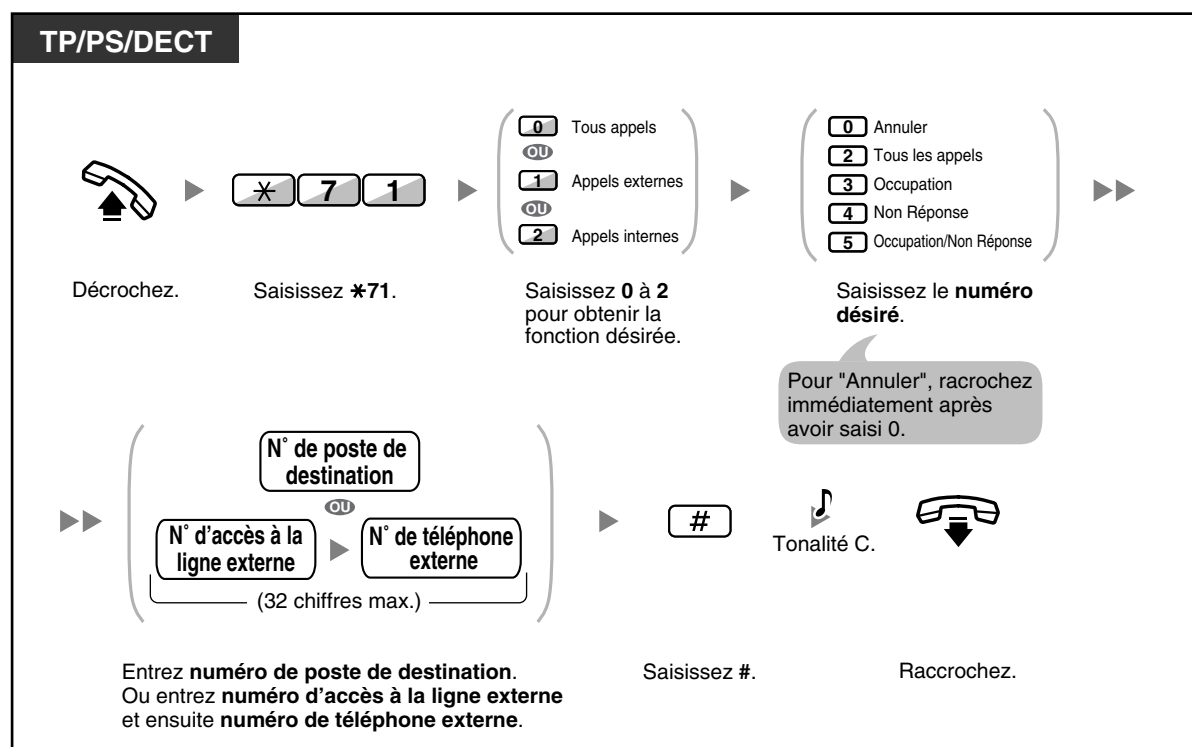 TP/PS/DECT
0 Tous appels
OU
1 Appels externes
OU
2 Appels internes
0 Annuler
2 Tous les appels
3 Occupation
4 Non Réponse
5 Occupation/Non Réponse
* 7 1
Décrochez.
Saisissez *71.
Saisissez 0 à 2
pour obtenir la
fonction désirée.
Saisissez le numéro
désiré.
Pour "Annuler", racrochez
immédiatement après
avoir saisi 0.
N° de poste de
destination
OU
N° d'accès à la
ligne externe
N° de téléphone
externe
(32 chiffres max.)
#
Tonalité C.
Entrez numéro de poste de destination.
Ou entrez numéro d'accès à la ligne externe
et ensuite numéro de téléphone externe.
Saisissez #.
Raccrochez.